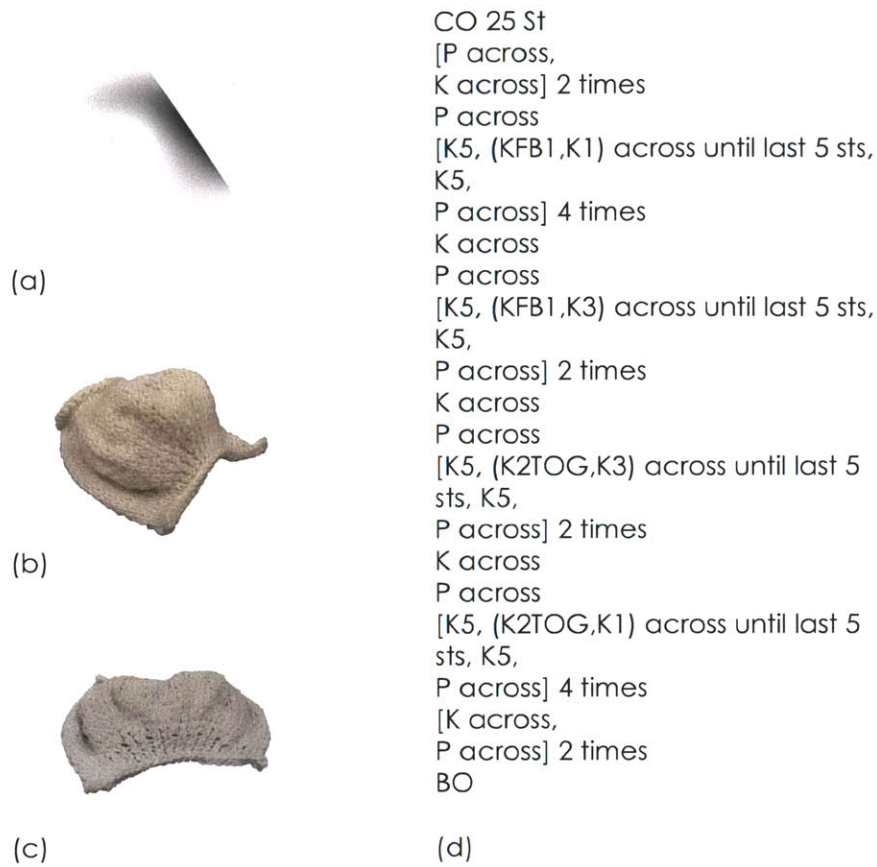 CO 25 St
[P across,
K across] 2 times
P across
[K5, (KFB1,K1) across until last 5 sts,
K5,
P across] 4 times
K across
P across
[K5, (KFB1,K3) across until last 5 sts,
K5,
P across] 2 times
K across
P across
[K5, (K2TOG,K3) across until last 5
sts, K5,
P across] 2 times
K across
P across
[K5, (K2TOG,K1) across until last 5
sts, K5,
P across] 4 times
[K across,
P across] 2 times
BO
(a)
(b)
(c)
(d)